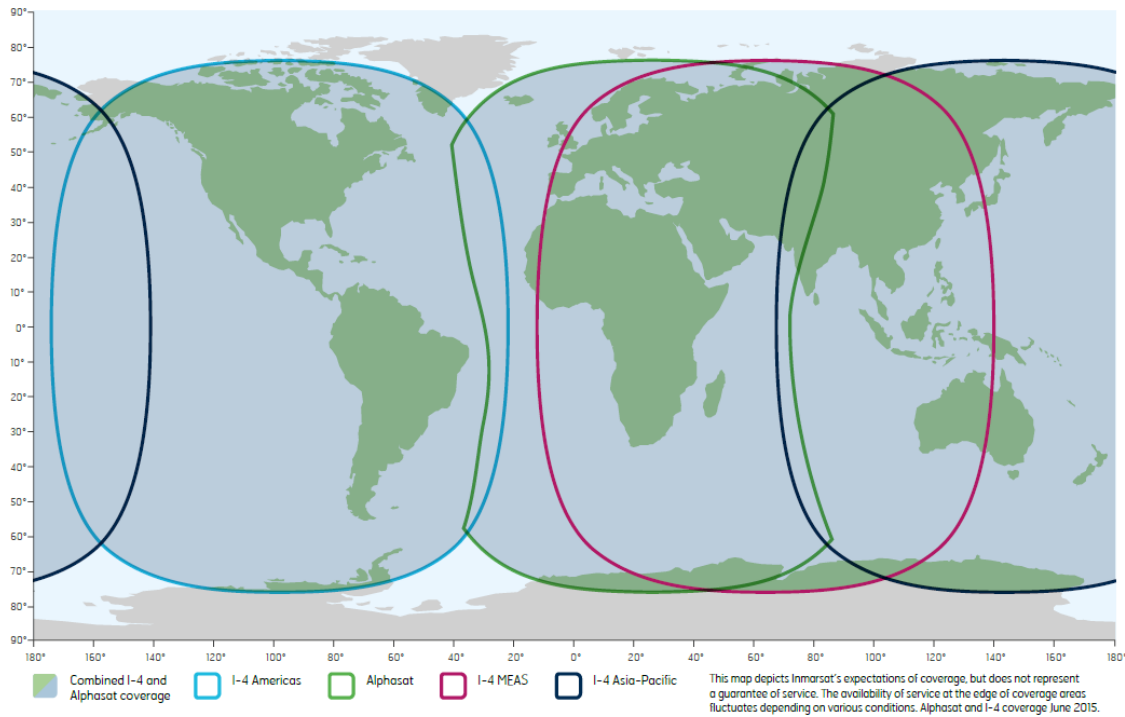 90°
80°
70°
60°
50°
40°
30°
20°
10°
0°
10°
20°
30°
40°
50°
60°
70°
80°
90°
180° 160° 140° 120° 100° 80° 60° 40° 20° 0° 20° 40° 60° 80° 100° 120° 140° 160° 180°
Combined I-4 and
Alphasat coverage
I-4 Americas
Alphasat
I-4 MEAS
I-4 Asia-Pacific
This map depicts Inmarsat's expectations of coverage, but does not represent
a guarantee of service. The availability of service at the edge of coverage areas
fluctuates depending on various conditions. Alphasat and I-4 coverage June 2015.